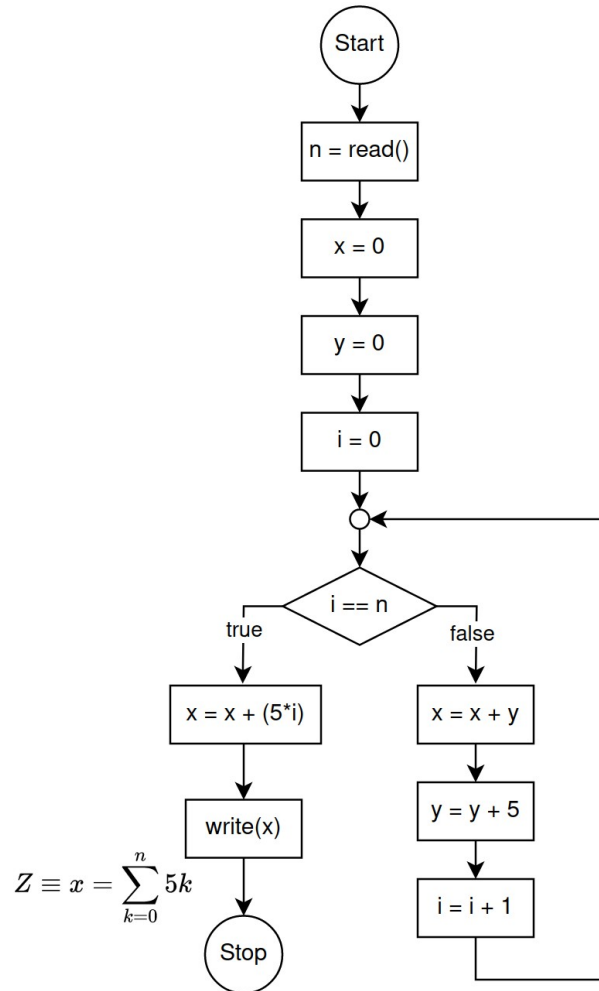 Start
n = read()
x = 0
y = 0
i = 0
i == n
true
false
x = x + (5*i)
x = x + y
write(x)
y = y + 5
Z ≡ x = ∑_{k=0}^{n} 5k
i = i + 1
Stop